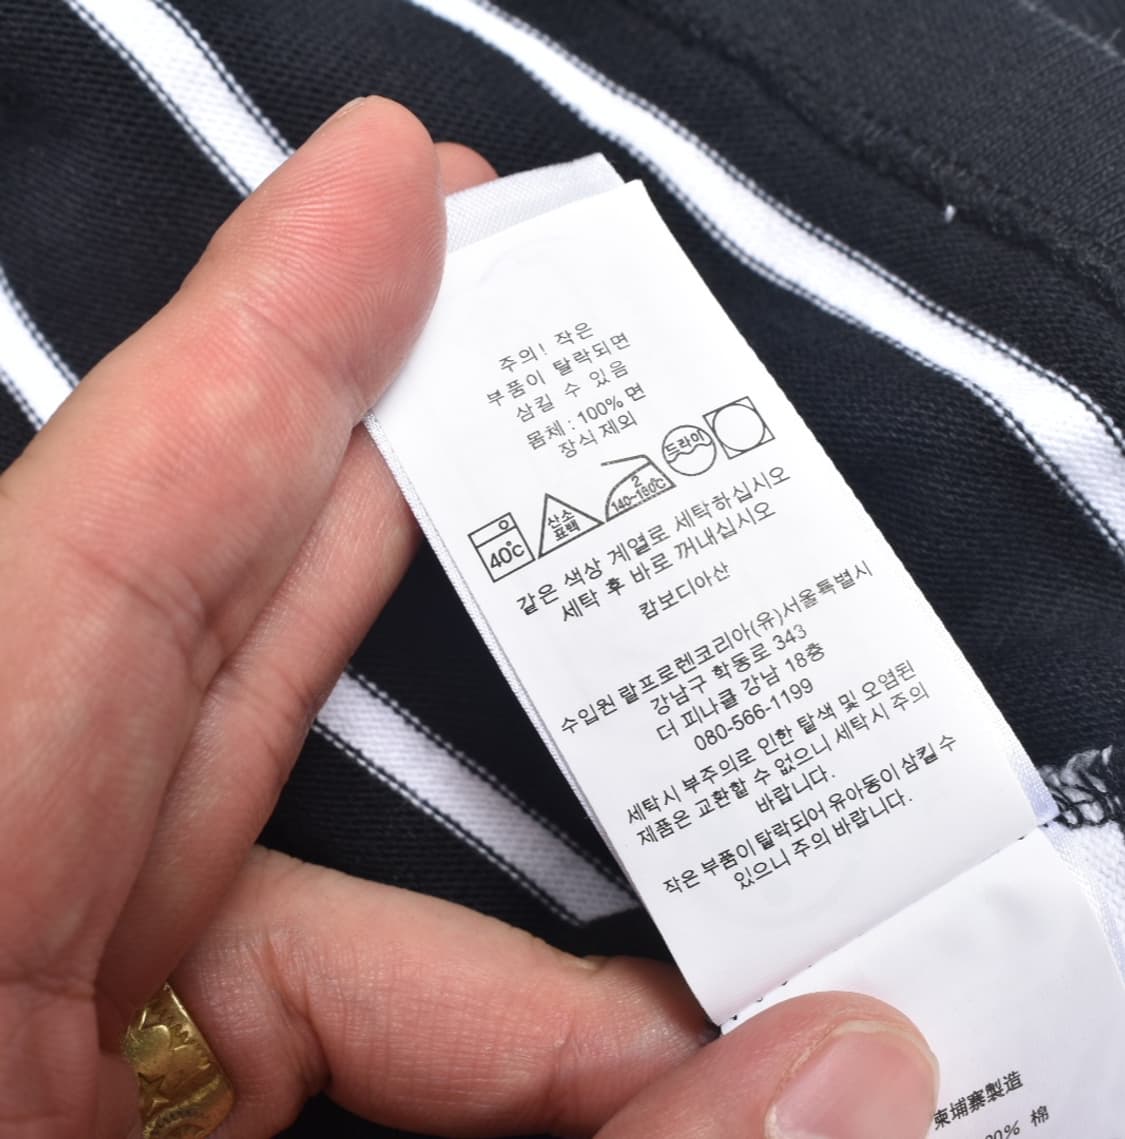 주의! 작은
부품이 탈락되면
삼킬 수 있음
몸체 : 100% 면
장식 제외
40°C
산소
표백
2
140~160°C
드라이
같은 색상 계열로 세탁하십시오
세탁 후 바로 꺼내십시오
캄보디아산
수입원 랄프로렌코리아(유)서울특별시
강남구 학동로 343
더 피나클 강남 18층
080-566-1199
세탁시 부주의로 인한 탈색 및 오염된
제품은 교환할 수 없으니 세탁시 주의
바랍니다.
작은 부품이 탈락되어 유아동이 삼킬 수
있으니 주의 바랍니다.
柬埔寨製造
% 棉